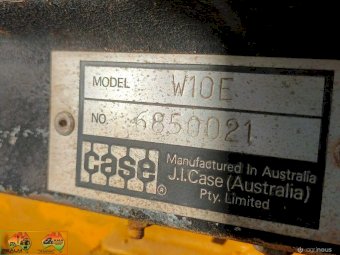 MODEL W10E
NO. 6850021
case ®
Manufactured In Australia
J.I.Case (Australia)
Pty. Limited